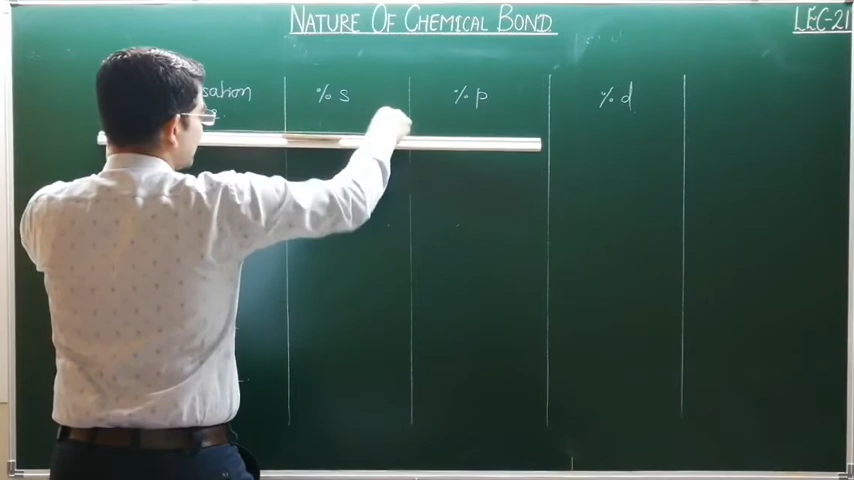 NATURE OF CHEMICAL BOND
LEC-21
% s
% p
% d